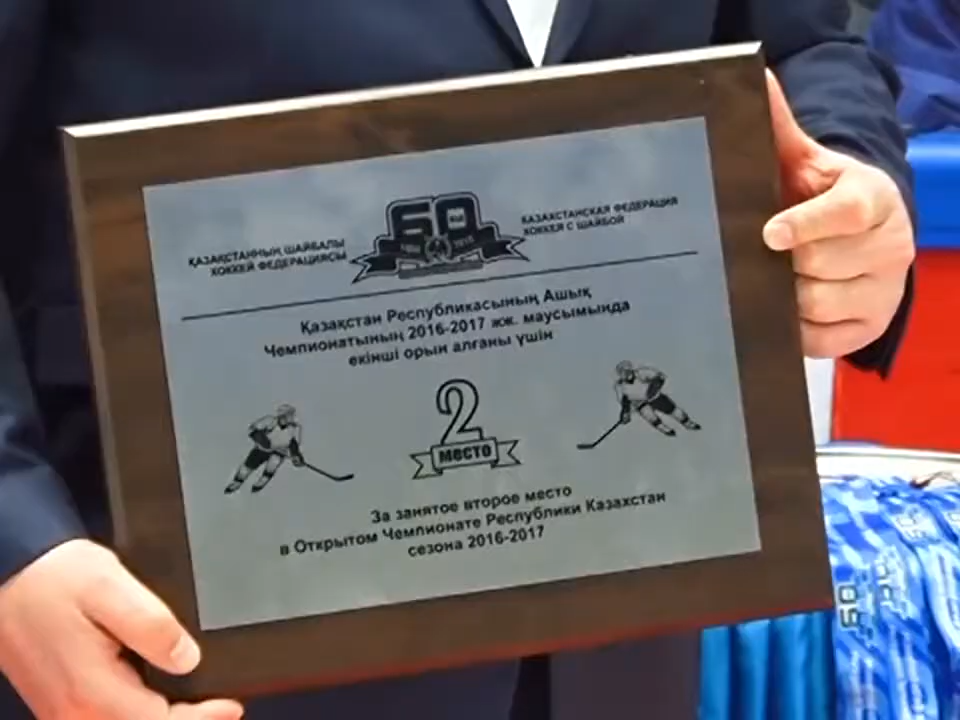 ҚАЗАҚСТАННЫҢ ШАЙБАЛЫ
ХОККЕЙ ФЕДЕРАЦИЯСЫ
60
КАЗАХСТАНСКАЯ ФЕДЕРАЦИЯ
ХОККЕЯ С ШАЙБОЙ
Қазақстан Республикасының Ашық
Чемпионатының 2016-2017 жж. маусымында
екінші орын алғаны үшін
2
МЕСТО
За занятое второе место
в Открытом Чемпионате Республики Казахстан
сезона 2016-2017
60